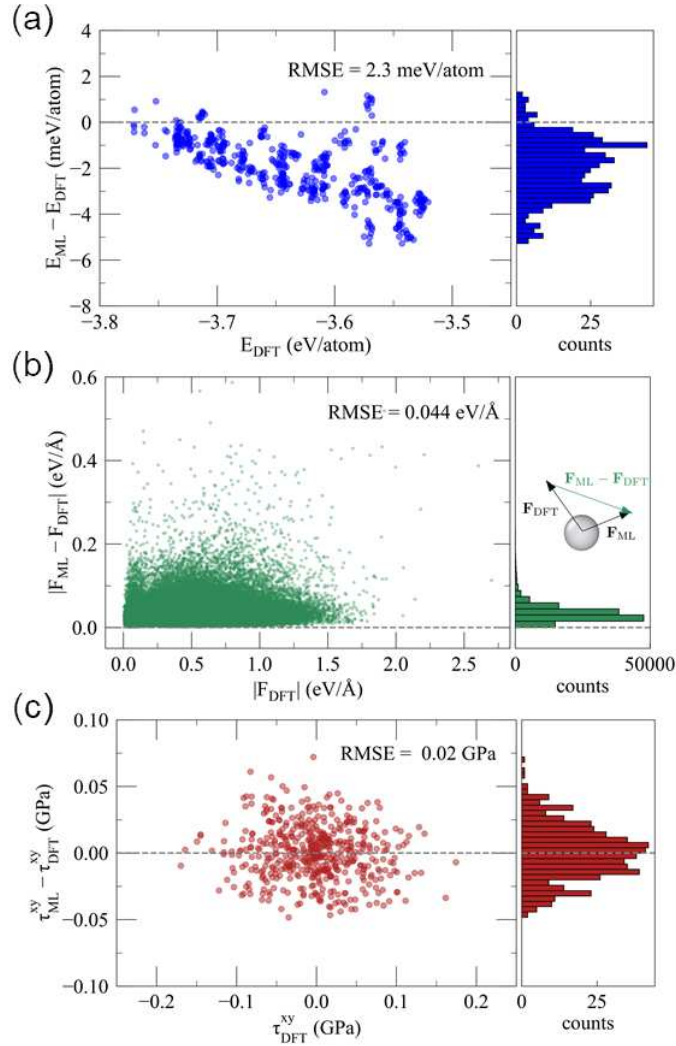 (a)
RMSE = 2.3 meV/atom
4
2
0
−2
−4
−6
−8
E_ML − E_DFT (meV/atom)
−3.8
−3.7
−3.6
−3.5
E_DFT (eV/atom)
0
25
counts
(b)
RMSE = 0.044 eV/Å
0.6
0.4
0.2
0.0
|F_ML − F_DFT| (eV/Å)
0.0
0.5
1.0
1.5
2.0
2.5
|F_DFT| (eV/Å)
F_ML − F_DFT
F_DFT
F_ML
0
50000
counts
(c)
RMSE = 0.02 GPa
0.10
0.05
0.00
−0.05
−0.10
τ^xy_ML − τ^xy_DFT (GPa)
−0.2
−0.1
0.0
0.1
0.2
τ^xy_DFT (GPa)
0
25
counts